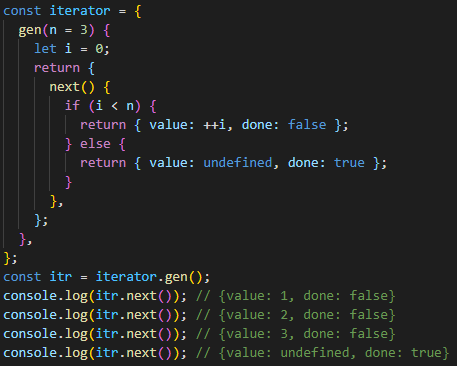 const iterator = {
  gen(n = 3) {
    let i = 0;
    return {
      next() {
        if (i < n) {
          return { value: ++i, done: false };
        } else {
          return { value: undefined, done: true };
        }
      },
    };
  },
};
const itr = iterator.gen();
console.log(itr.next()); // {value: 1, done: false}
console.log(itr.next()); // {value: 2, done: false}
console.log(itr.next()); // {value: 3, done: false}
console.log(itr.next()); // {value: undefined, done: true}